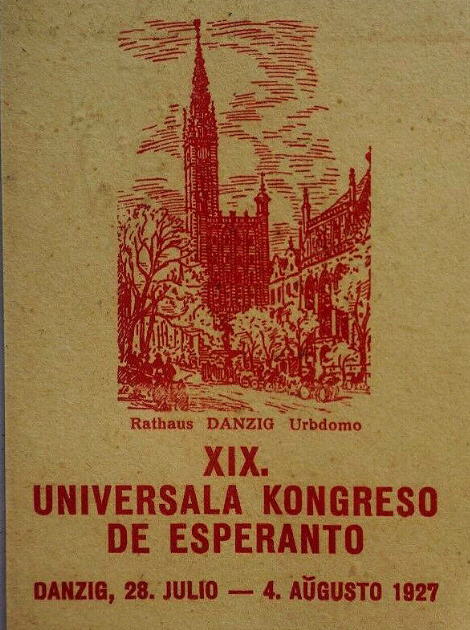 Rathaus DANZIG Urbdomo
XIX.
UNIVERSALA KONGRESO
DE ESPERANTO
DANZIG, 28. JULIO — 4. AŬGUSTO 1927